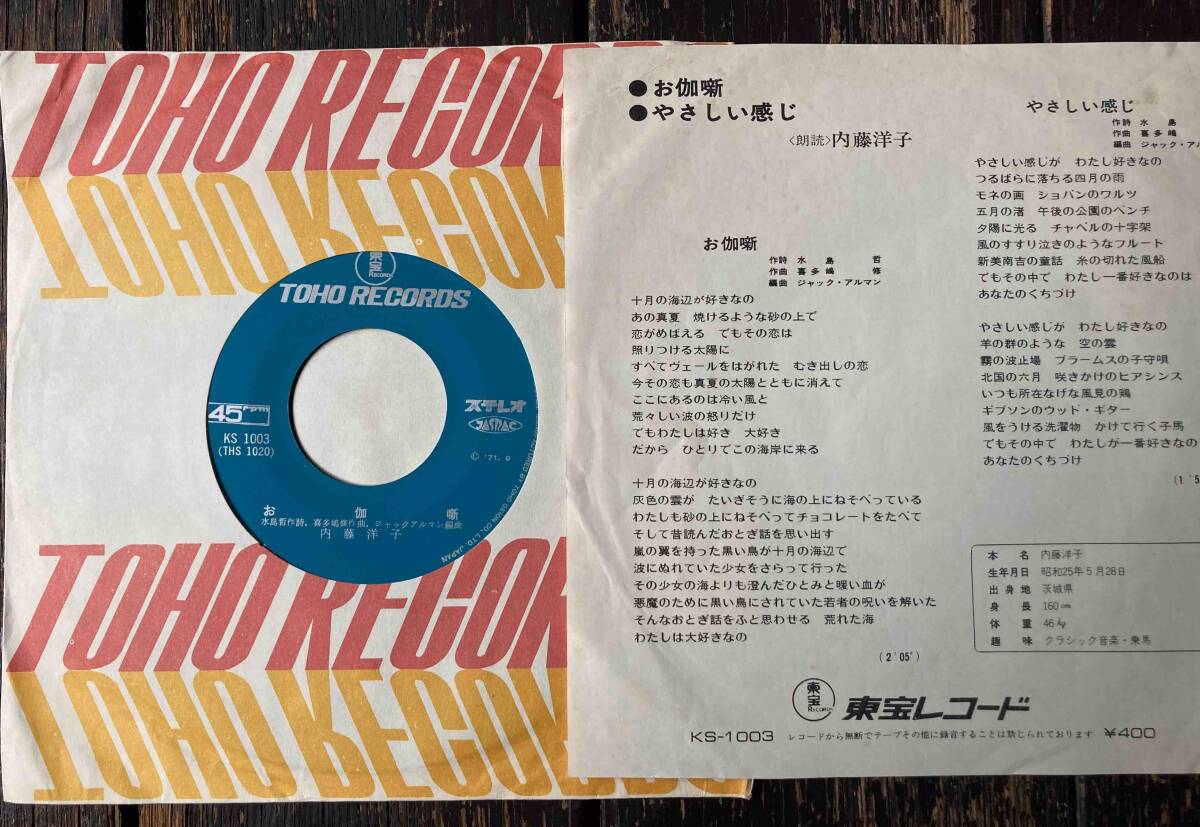 TOHO RECORDS
TOHO RECORDS
東宝
RECORDS
TOHO RECORDS
45rpm
KS 1003
(THS 1020)
ステレオ
JASRAC
© '71. 9
お伽噺
水島哲作詩, 喜多嶋修作曲, ジャックアルマン編曲
内藤洋子
MANUFACTURED BY TOHO GEION CO., LTD. JAPAN
TOHO RECOR
TOHO RECORDS
●お伽噺
●やさしい感じ
〈朗読〉内藤洋子
お伽噺
作詩 水島 哲
作曲 喜多嶋 修
編曲 ジャック・アルマン
十月の海辺が好きなの
あの真夏 焼けるような砂の上で
恋がめばえる でもその恋は
照りつける太陽に
すべてヴェールをはがれた むき出しの恋
今その恋も真夏の太陽とともに消えて
ここにあるのは冷い風と
荒々しい波の怒りだけ
でもわたしは好き 大好き
だから ひとりでこの海岸に来る
十月の海辺が好きなの
灰色の雲が たいぎそうに海の上にねそべっている
わたしも砂の上にねそべってチョコレートをたべて
そして昔読んだおとぎ話を思い出す
嵐の翼を持った黒い鳥が十月の海辺で
波にぬれていた少女をさらって行った
その少女の海よりも澄んだひとみと暖い血が
悪魔のために黒い鳥にされていた若者の呪いを解いた
そんなおとぎ話をふと思わせる 荒れた海
わたしは大好きなの
(2'05")
やさしい感じ
作詩 水島
作曲 喜多嶋
編曲 ジャック・アル
やさしい感じが わたし好きなの
つるばらに落ちる四月の雨
モネの画 ショパンのワルツ
五月の渚 午後の公園のベンチ
夕陽に光る チャペルの十字架
風のすすり泣きのようなフルート
新美南吉の童話 糸の切れた風船
でもその中で わたし一番好きなのは
あなたのくちづけ
やさしい感じが わたし好きなの
羊の群のような 空の雲
霧の波止場 ブラームスの子守唄
北国の六月 咲きかけのヒアシンス
いつも所在なげな風見の鶏
ギブソンのウッド・ギター
風をうける洗濯物 かけて行く子馬
でもその中で わたしが一番好きなの
あなたのくちづけ
(1'5
本名 内藤洋子
生年月日 昭和25年5月28日
出身地 茨城県
身長 160cm
体重 46kg
趣味 クラシック音楽・乗馬
東宝
RECORDS
東宝レコード
KS-1003 レコードから無断でテープその他に録音することは禁じられております ¥400